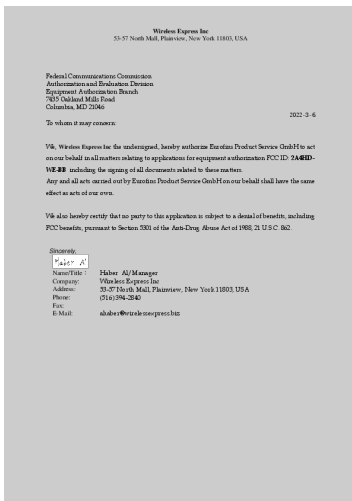 Wireless Express Inc
53-57 North Mall, Plainview, New York 11803, USA
Federal Communications Commission
Authorization and Evaluation Division
Equipment Authorization Branch
7435 Oakland Mills Road
Columbia, MD 21046
2022-3-6
To whom it may concern:
We, Wireless Express Inc the undersigned, hereby authorize Eurofins Product Service GmbH to act
on our behalf in all matters relating to applications for equipment authorization FCC ID: 2A4HD-
WE-BB including the signing of all documents related to these matters.
Any and all acts carried out by Eurofins Product Service GmbH on our behalf shall have the same
effect as acts of our own.
We also hereby certify that no party to this application is subject to a denial of benefits, including
FCC benefits, pursuant to Section 5301 of the Anti-Drug Abuse Act of 1988, 21 U.S.C. 862.
Sincerely,
Haber A'
Name/Title : Haber Al/Manager
Company: Wireless Express Inc
Address: 53-57 North Mall, Plainview, New York 11803, USA
Phone: (516)394-2840
Fax:
E-Mail: ahaber@wirelessexpress.biz